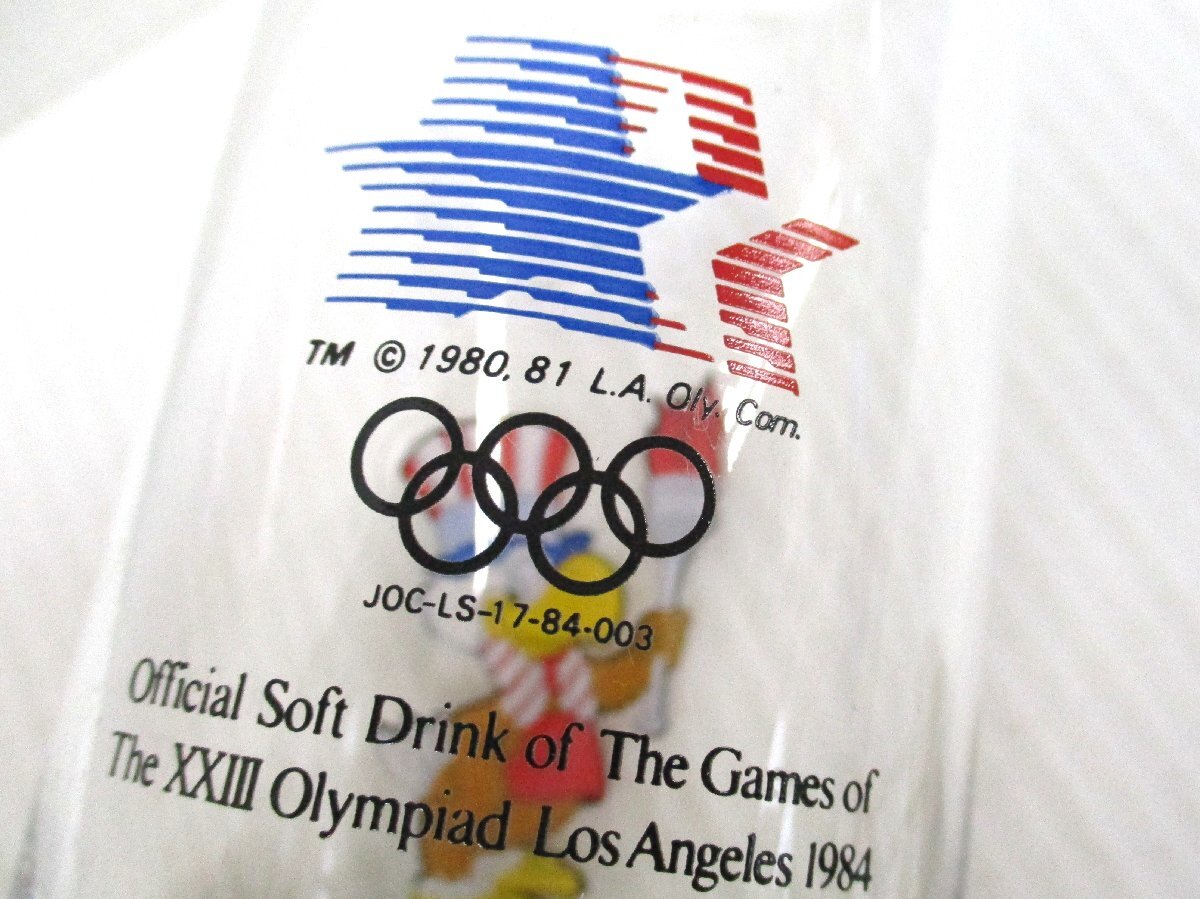 TM © 1980, 81 L.A. Oly. Com.
JOC-LS-17-84-003
Official Soft Drink of The Games of
The XXIII Olympiad Los Angeles 1984